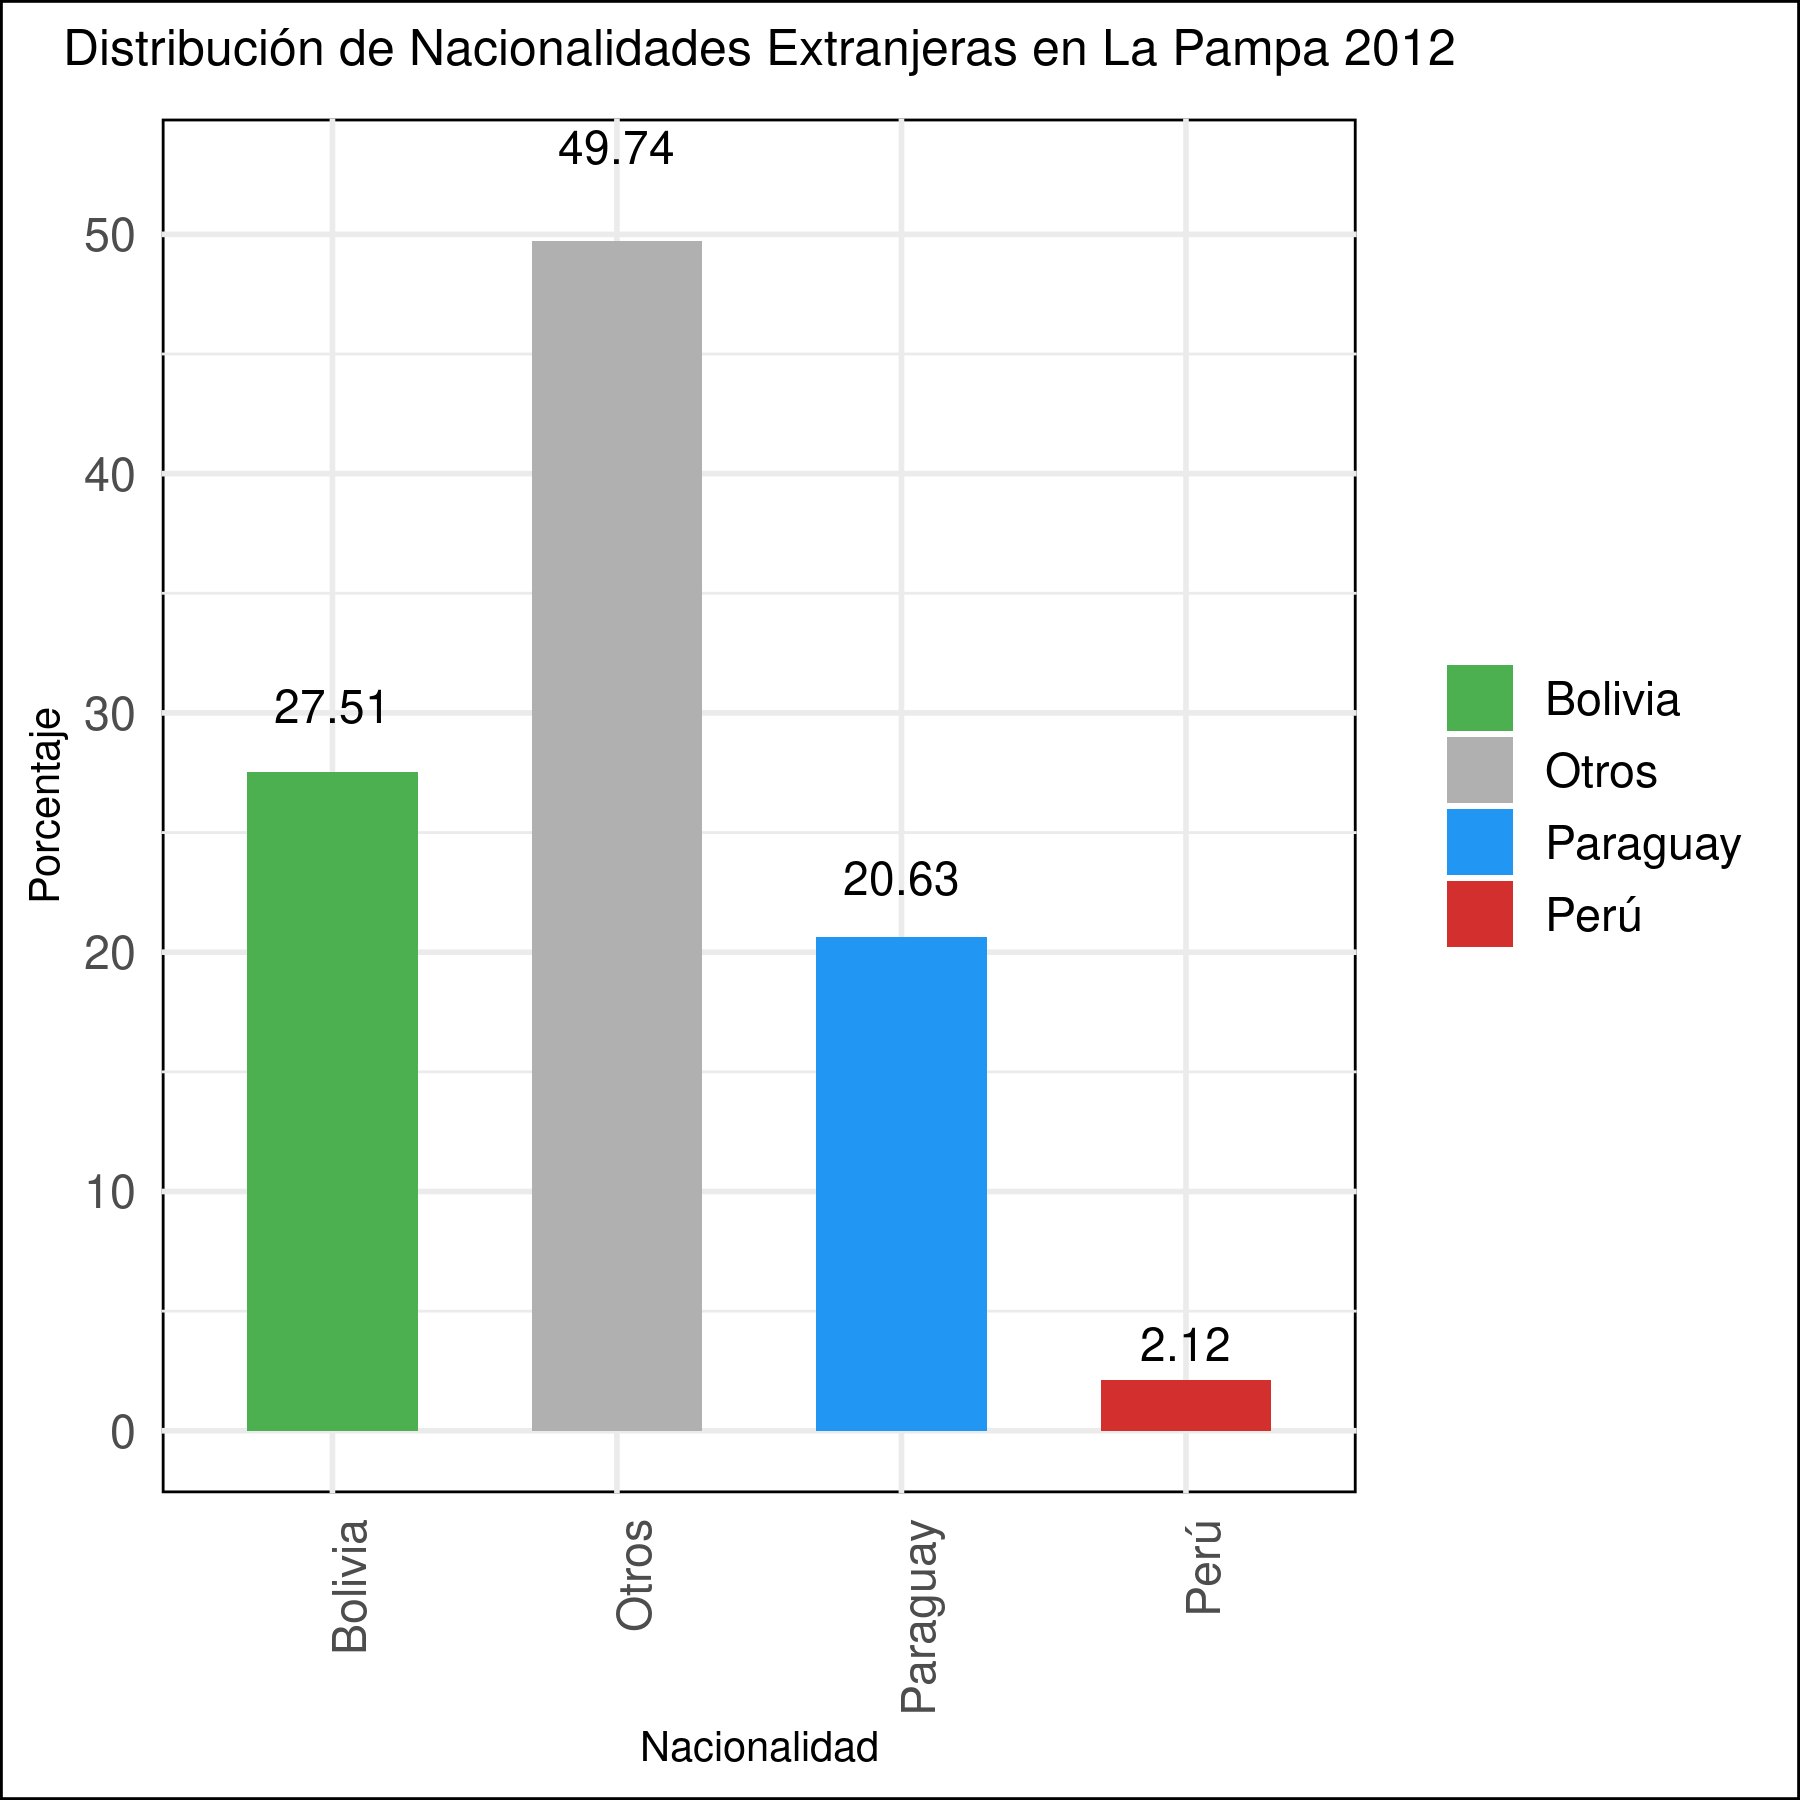 Distribución de Nacionalidades Extranjeras en La Pampa 2012
Porcentaje
50
40
30
20
10
0
27.51
49.74
20.63
2.12
Bolivia
Otros
Paraguay
Perú
Nacionalidad
Bolivia
Otros
Paraguay
Perú